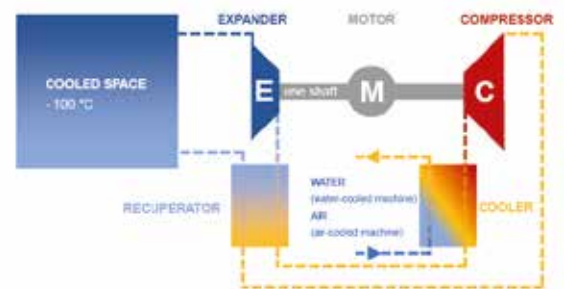 EXPANDER
MOTOR
COMPRESSOR
COOLED SPACE
- 100 °C
E
one shaft
M
C
RECUPERATOR
WATER
(water-cooled machine)
AIR
(air-cooled machine)
COOLER